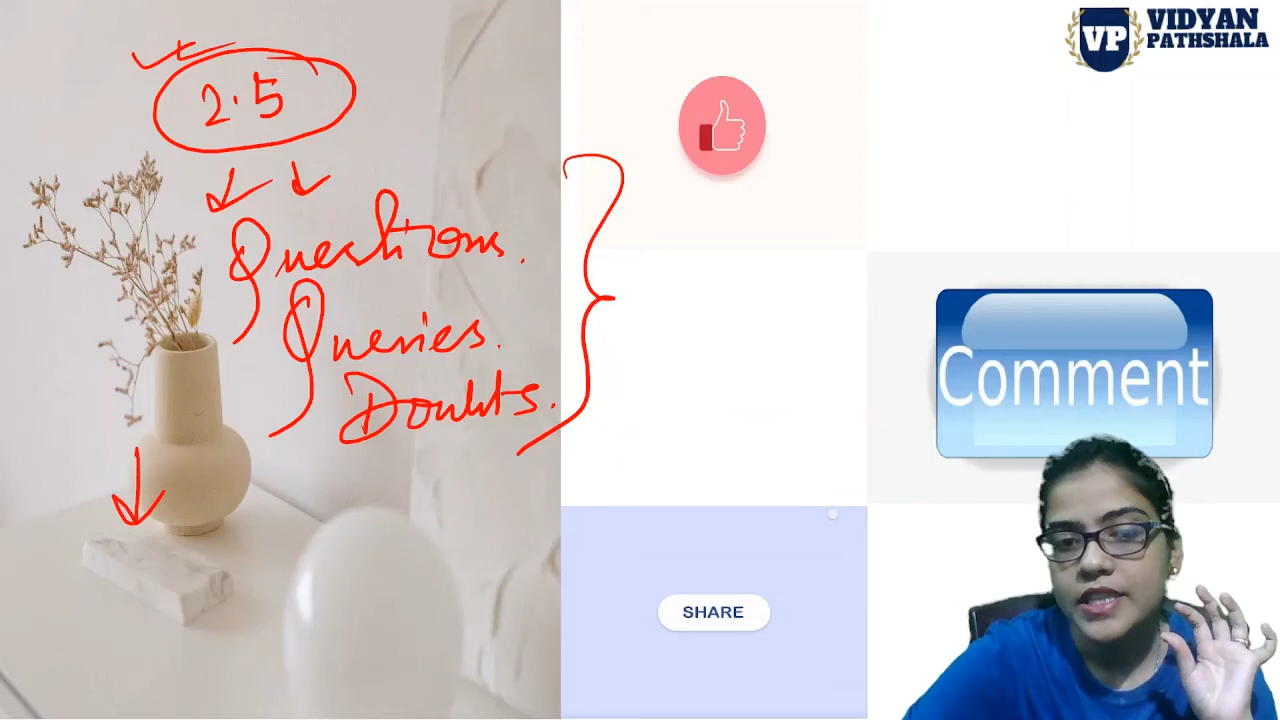 2.5
Questions.
Queries.
Doubts.
VP
VIDYAN
PATHSHALA
Comment
SHARE